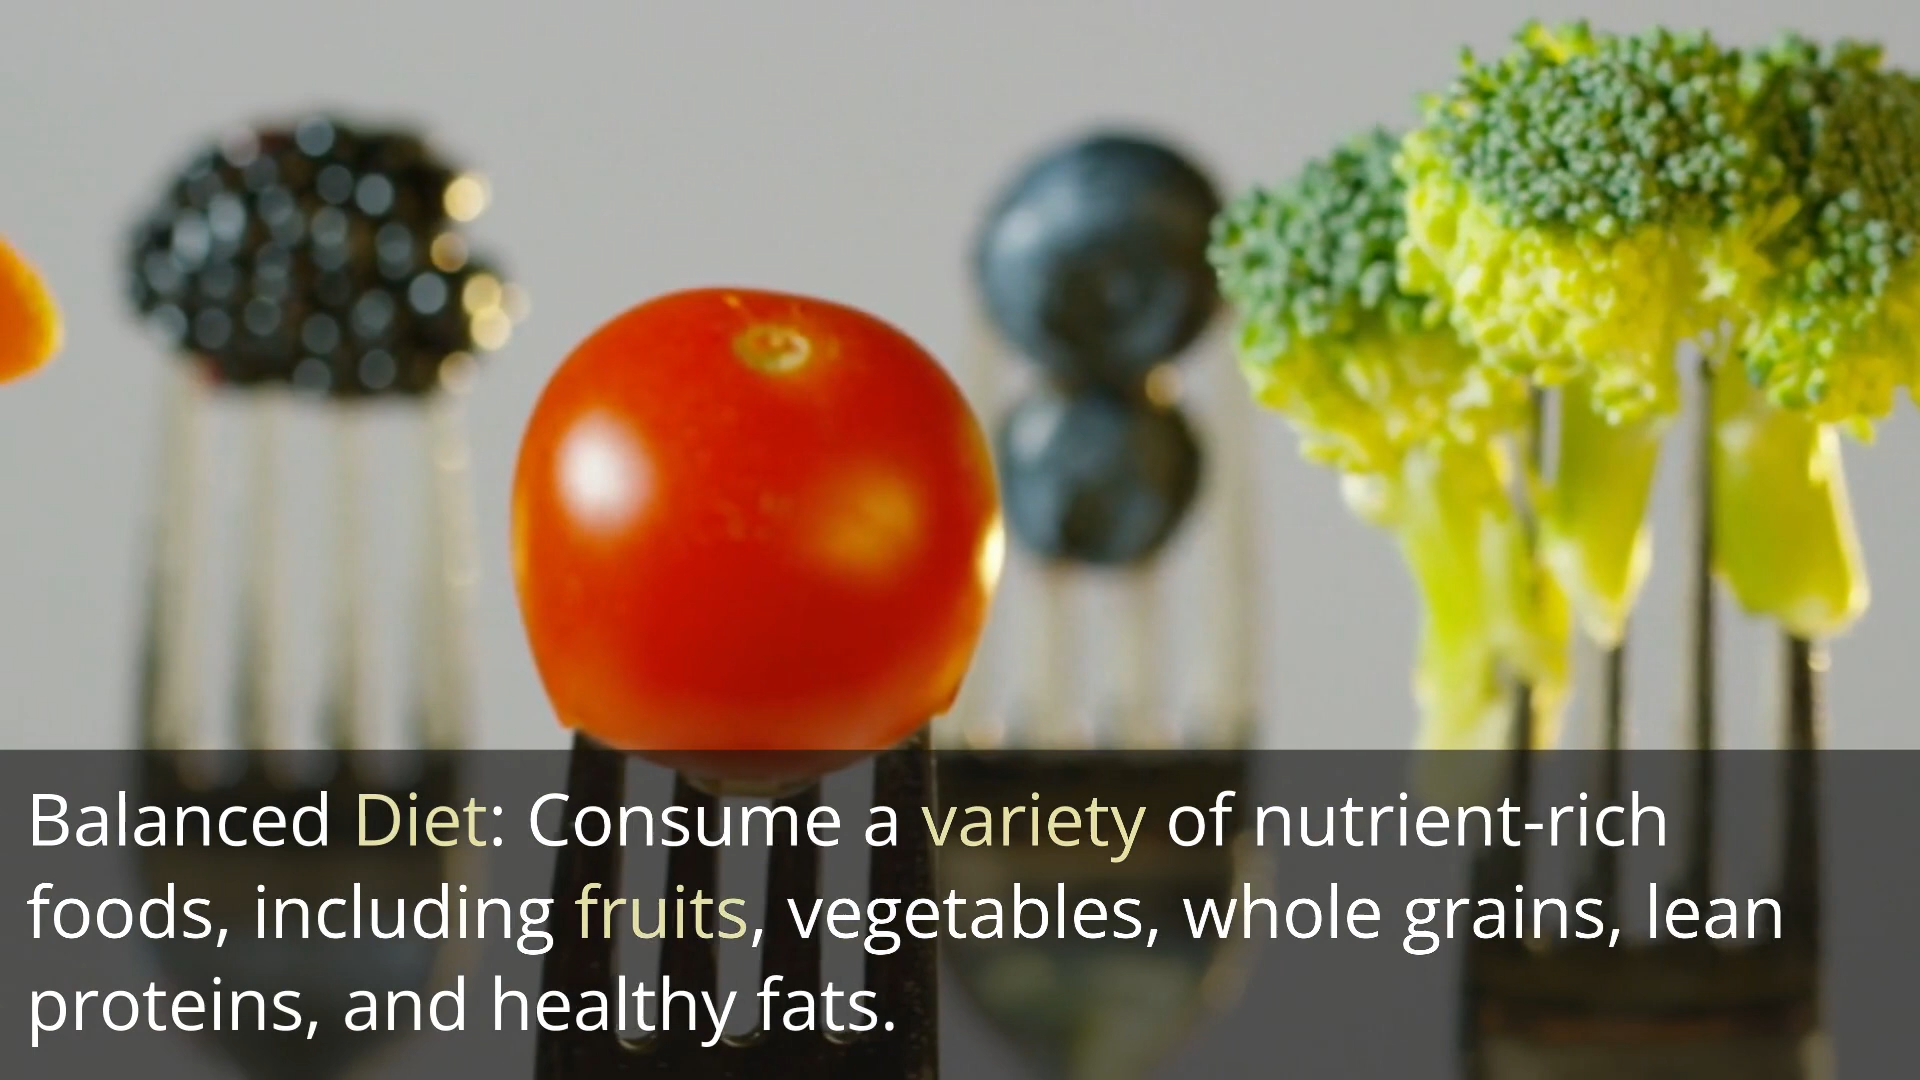 Balanced Diet: Consume a variety of nutrient-rich
foods, including fruits, vegetables, whole grains, lean
proteins, and healthy fats.